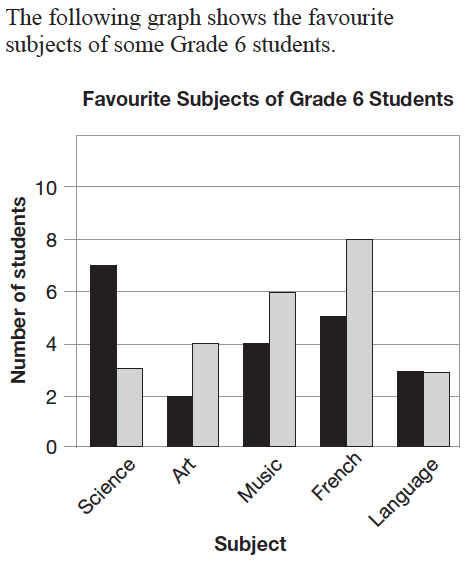 The following graph shows the favourite
subjects of some Grade 6 students.
Favourite Subjects of Grade 6 Students
Number of students
10
8
6
4
2
0
Science
Art
Music
French
Language
Subject